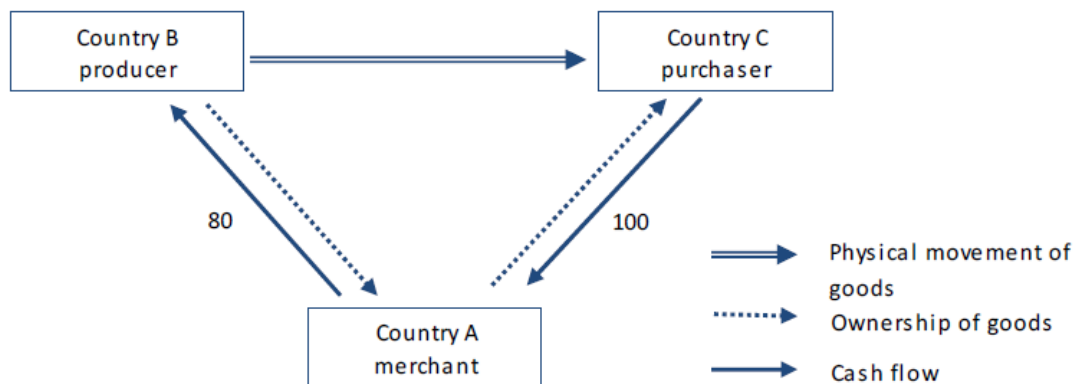 Country B
producer
Country C
purchaser
80
100
Country A
merchant
Physical movement of
goods
Ownership of goods
Cash flow